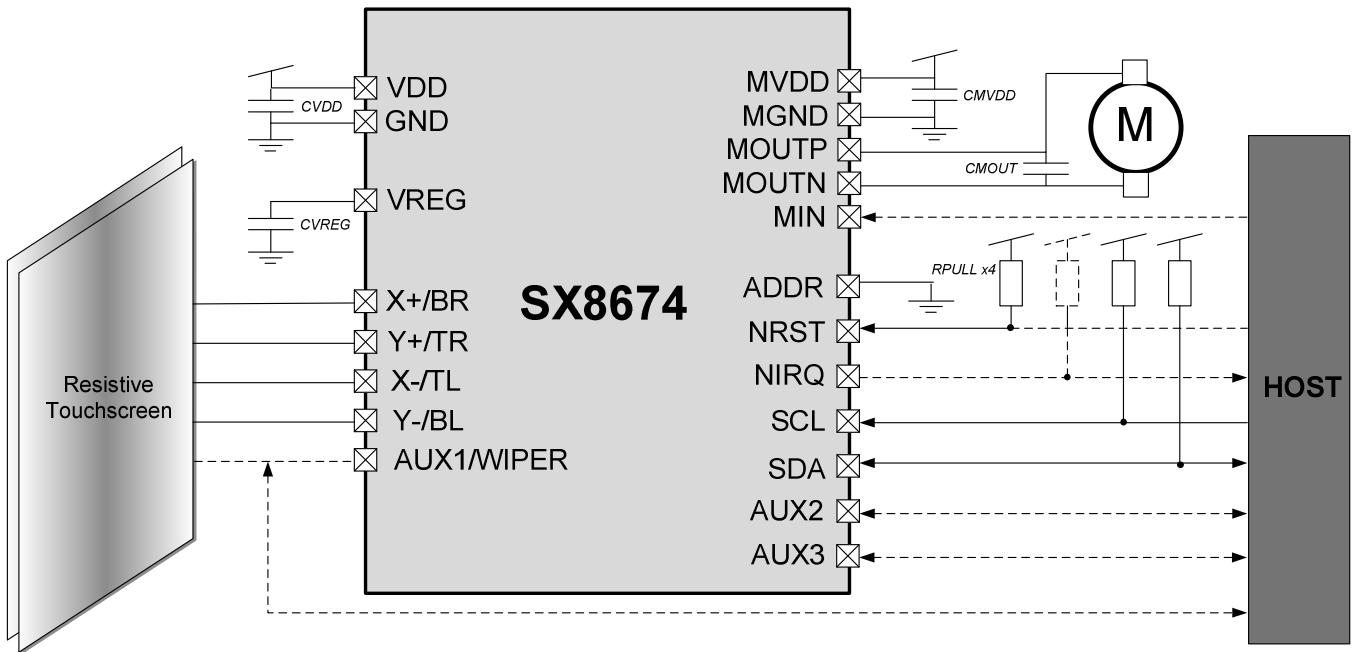 VDD
CVDD
GND
VREG
CVREG
X+/BR
Y+/TR
X-/TL
Y-/BL
AUX1/WIPER
Resistive
Touchscreen
SX8674
MVDD
MGND
MOUTP
MOUTN
MIN
ADDR
NRST
NIRQ
SCL
SDA
AUX2
AUX3
CMVDD
CMOUT
M
RPULL x4
HOST